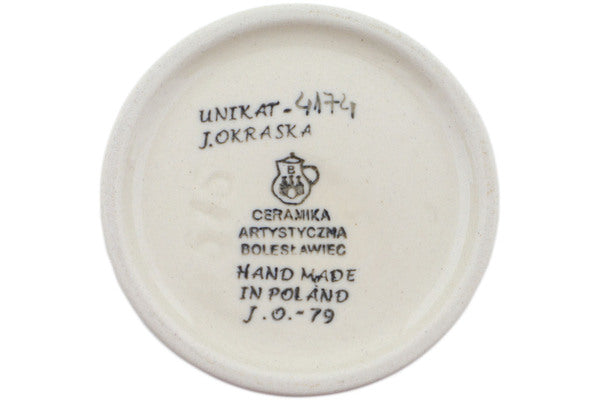 UNIKAT-4174
J.OKRASKA
B
CERAMIKA
ARTYSTYCZNA
BOLESŁAWIEC
HAND MADE
IN POLAND
J.O.-79